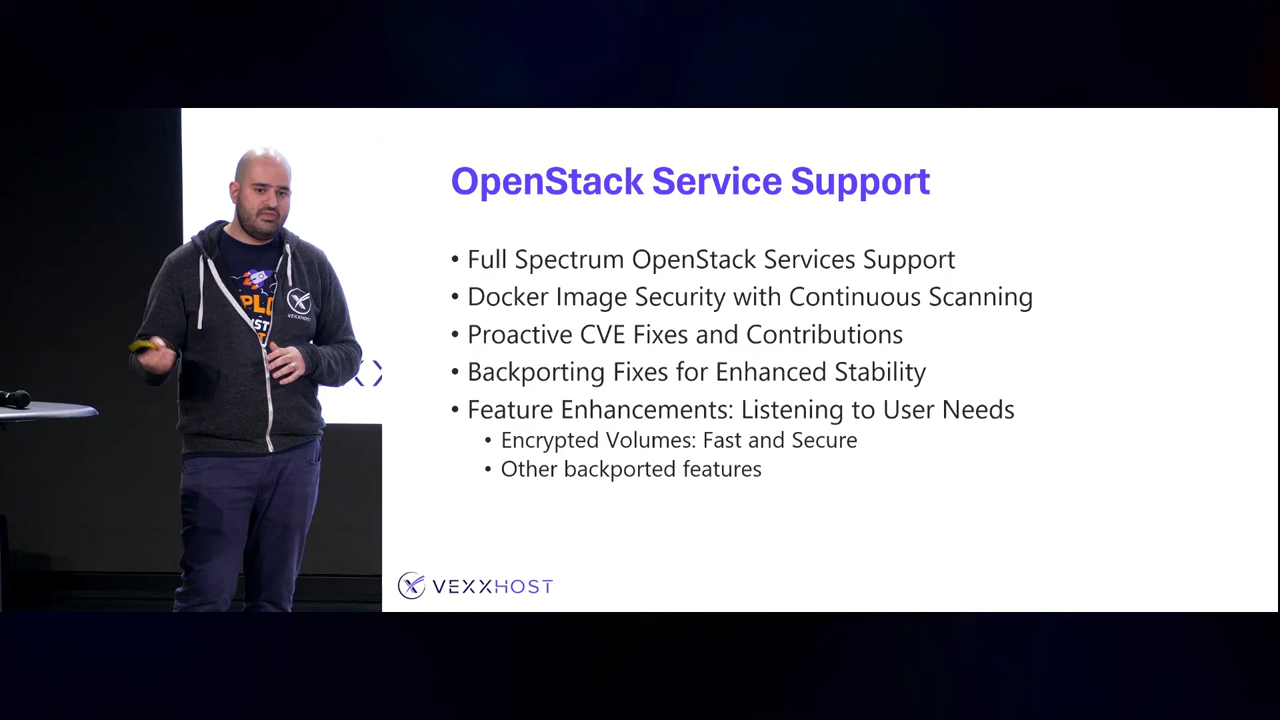 OpenStack Service Support
• Full Spectrum OpenStack Services Support
• Docker Image Security with Continuous Scanning
• Proactive CVE Fixes and Contributions
• Backporting Fixes for Enhanced Stability
• Feature Enhancements: Listening to User Needs
• Encrypted Volumes: Fast and Secure
• Other backported features
VEXXHOST
VEXXHOST